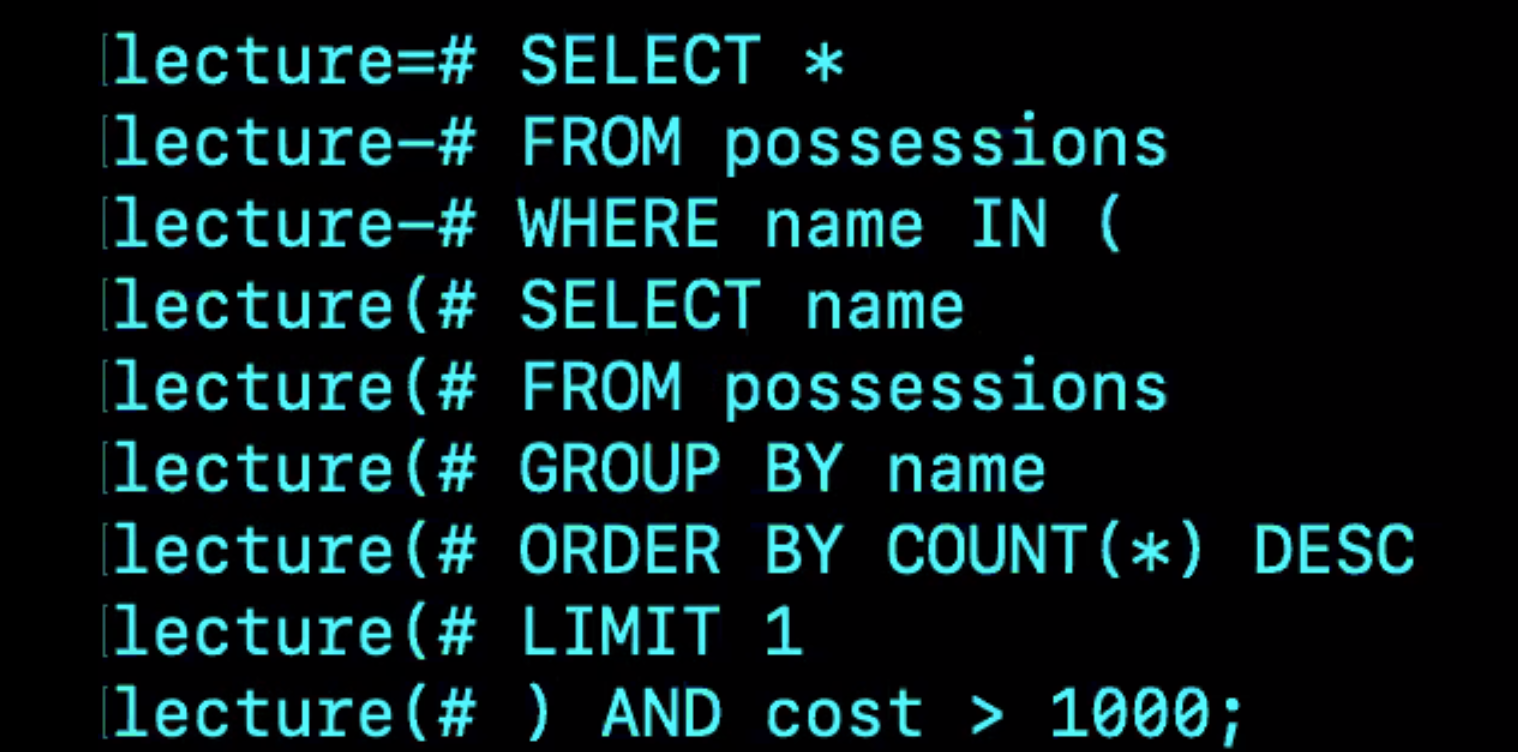 lecture=# SELECT *
lecture-# FROM possessions
lecture-# WHERE name IN (
lecture(# SELECT name
lecture(# FROM possessions
lecture(# GROUP BY name
lecture(# ORDER BY COUNT(*) DESC
lecture(# LIMIT 1
lecture(# ) AND cost > 1000;